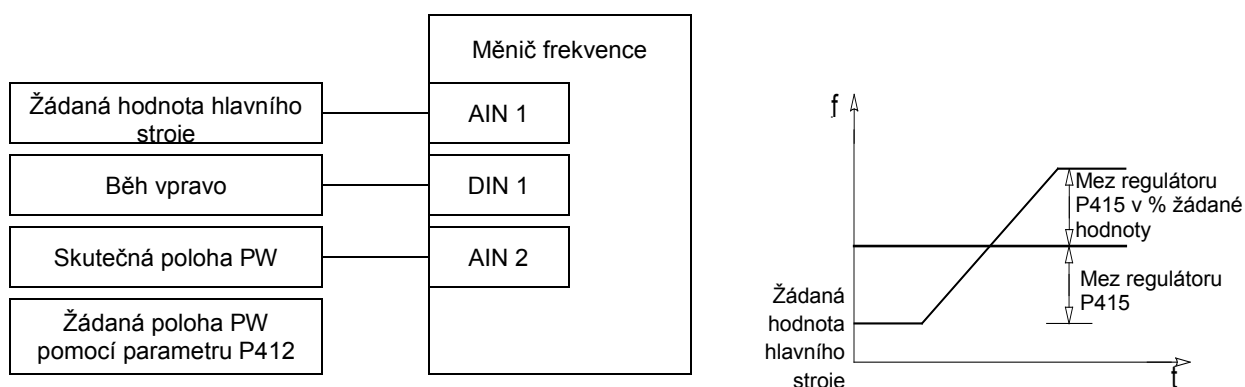 Měnič frekvence
Žádaná hodnota hlavního
stroje
AIN 1
Běh vpravo
DIN 1
Skutečná poloha PW
AIN 2
Žádaná poloha PW
pomocí parametru P412
f
Mez regulátoru
P415 v % žádané
hodnoty
Mez regulátoru
P415
Žádaná
hodnota
hlavního
stroje
t